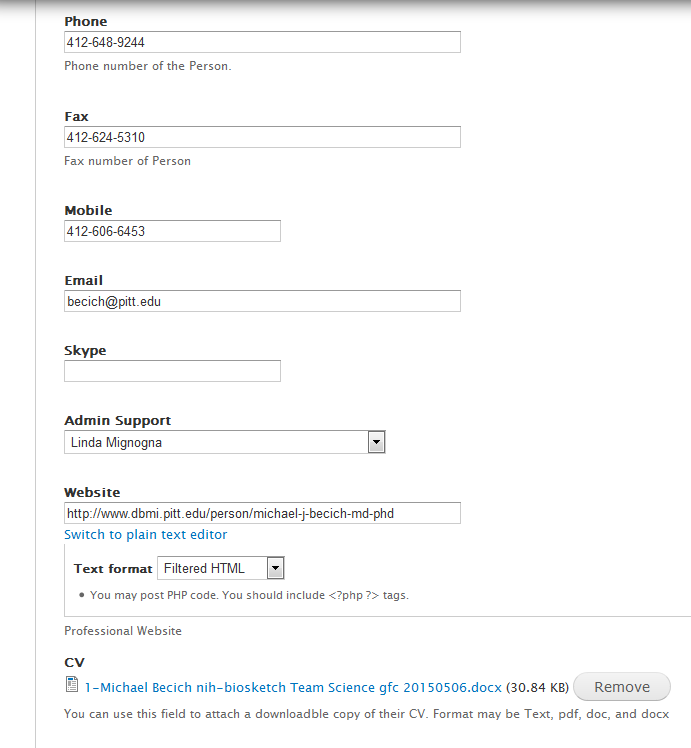 Phone
412-648-9244
Phone number of the Person.
Fax
412-624-5310
Fax number of Person
Mobile
412-606-6453
Email
becich@pitt.edu
Skype
Admin Support
Linda Mignogna
Website
http://www.dbmi.pitt.edu/person/michael-j-becich-md-phd
Switch to plain text editor
Text format Filtered HTML
• You may post PHP code. You should include <?php ?> tags.
Professional Website
CV
1-Michael Becich nih-biosketch Team Science gfc 20150506.docx (30.84 KB) Remove
You can use this field to attach a downloadble copy of their CV. Format may be Text, pdf, doc, and docx